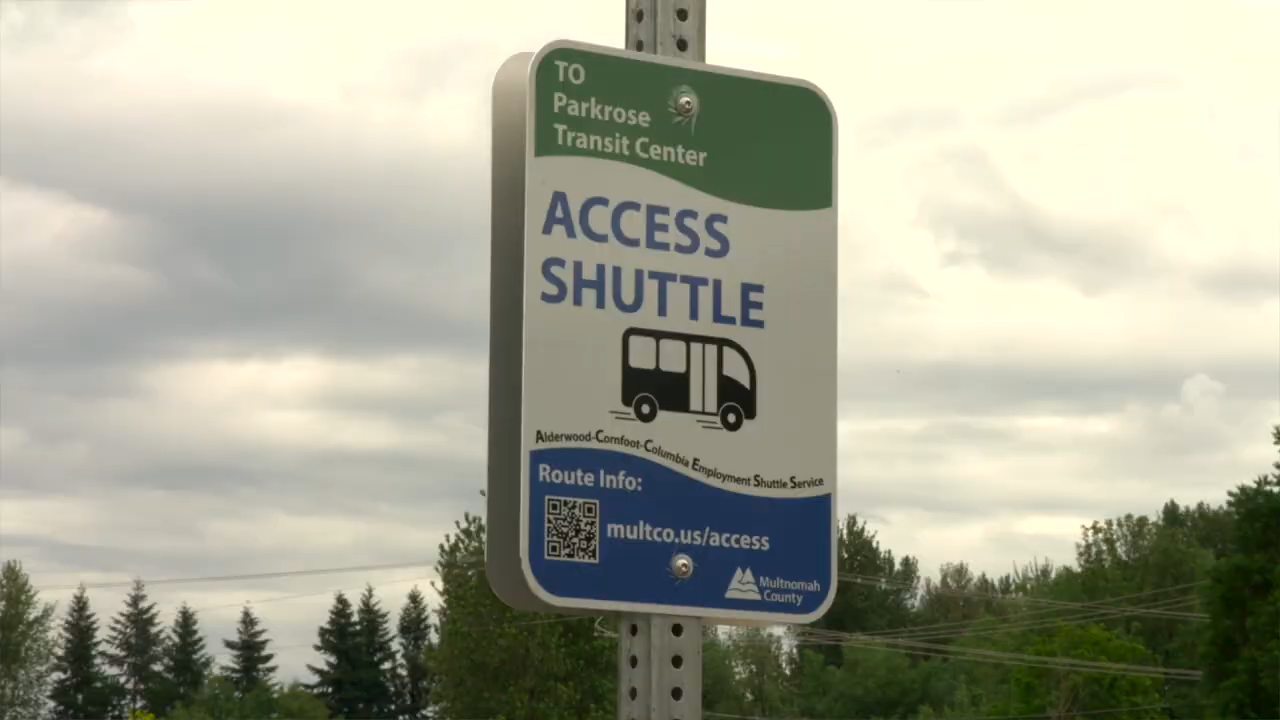 TO
Parkrose
Transit Center
ACCESS
SHUTTLE
Alderwood-Cornfoot-Columbia Employment Shuttle Service
Route Info:
multco.us/access
Multnomah
County